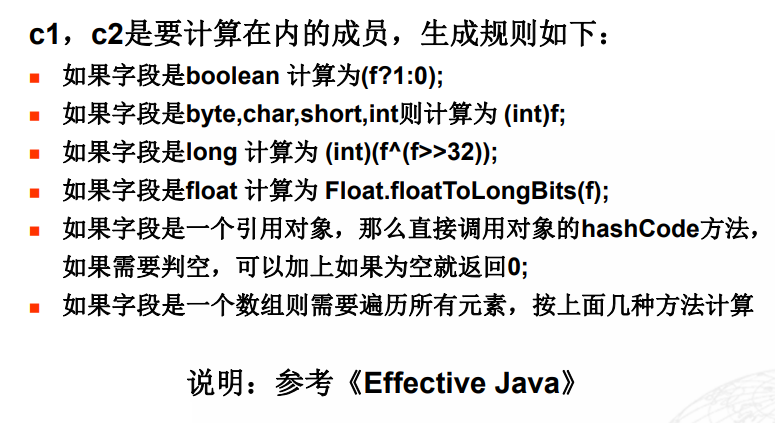 c1，c2是要计算在内的成员，生成规则如下：
如果字段是boolean 计算为(f?1:0);
如果字段是byte,char,short,int则计算为 (int)f;
如果字段是long 计算为 (int)(f^(f>>32));
如果字段是float 计算为 Float.floatToLongBits(f);
如果字段是一个引用对象，那么直接调用对象的hashCode方法，
如果需要判空，可以加上如果为空就返回0;
如果字段是一个数组则需要遍历所有元素，按上面几种方法计算
说明：参考《Effective Java》